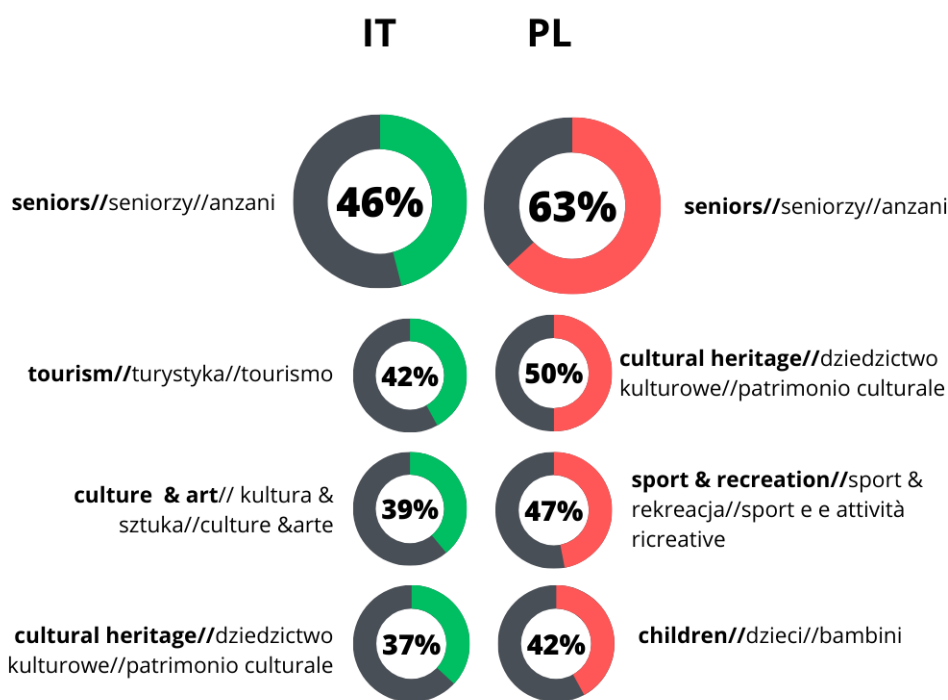 IT
PL
seniors//seniorzy//anzani
46%
63%
seniors//seniorzy//anzani
tourism//turystyka//tourismo
42%
50%
cultural heritage//dziedzictwo
kulturowe//patrimonio culturale
culture & art// kultura &
sztuka//culture &arte
39%
47%
sport & recreation//sport &
rekreacja//sport e e attività
ricreative
cultural heritage//dziedzictwo
kulturowe//patrimonio culturale
37%
42%
children//dzieci//bambini